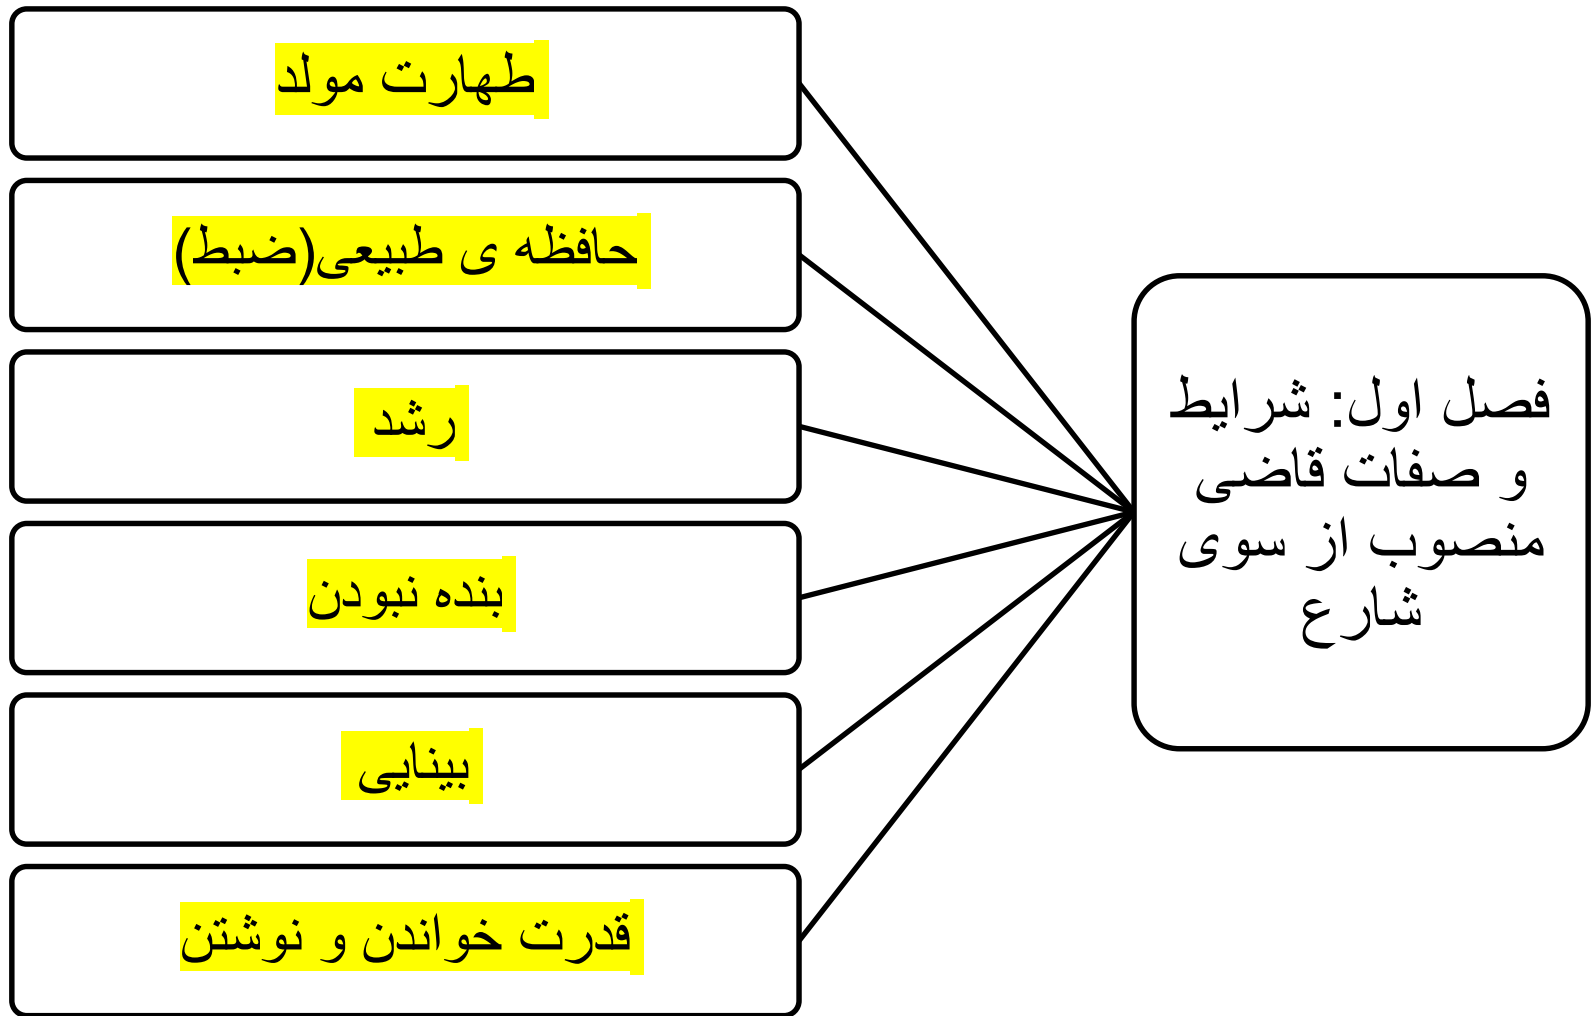 فصل اول: شرایط
و صفات قاضی
منصوب از سوی
شارع
طهارت مولد
حافظه ی طبیعی(ضبط)
رشد
بنده نبودن
بینایی
قدرت خواندن و نوشتن